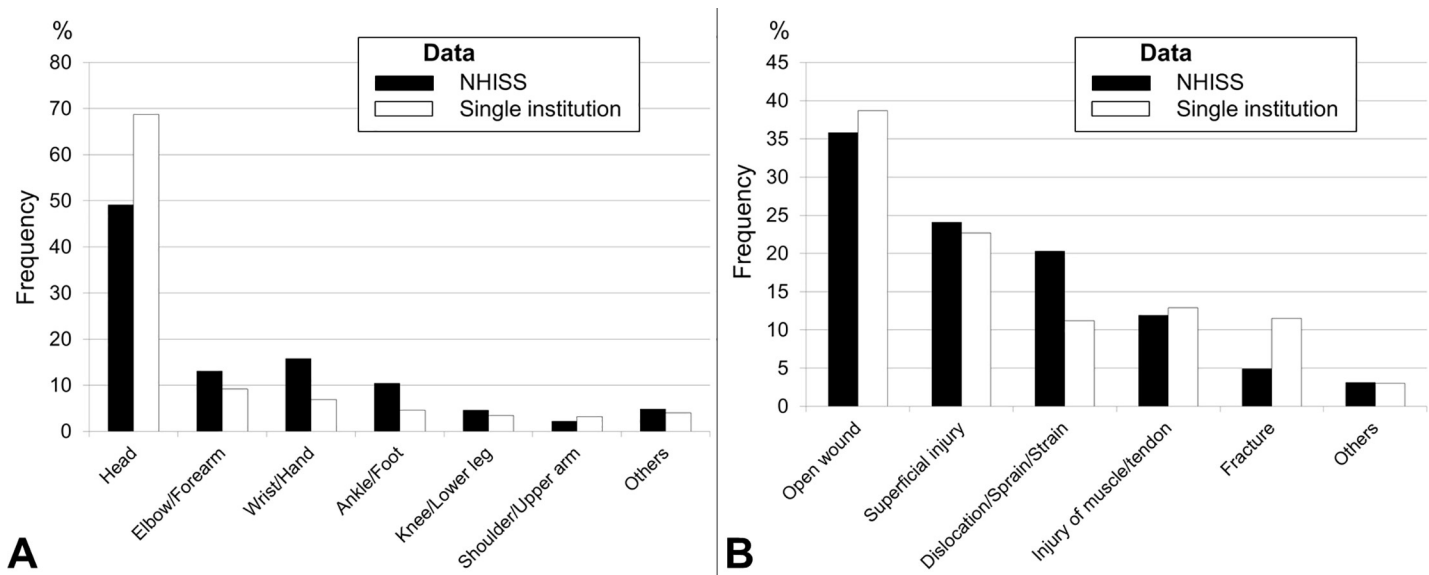 %
Data
NHISS
Single institution
80
70
60
50
40
30
20
10
0
Frequency
Head
Elbow/Forearm
Wrist/Hand
Ankle/Foot
Knee/Lower leg
Shoulder/Upper arm
Others
A
%
Data
NHISS
Single institution
45
40
35
30
25
20
15
10
5
0
Frequency
Open wound
Superficial injury
Dislocation/Sprain/Strain
Injury of muscle/tendon
Fracture
Others
B